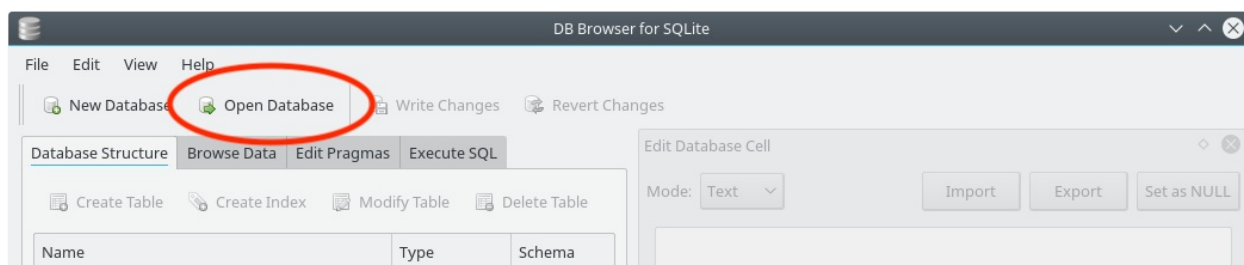 DB Browser for SQLite
File Edit View Help
New Database Open Database Write Changes Revert Changes
Database Structure Browse Data Edit Pragmas Execute SQL
Edit Database Cell
Create Table Create Index Modify Table Delete Table
Mode: Text Import Export Set as NULL
Name Type Schema